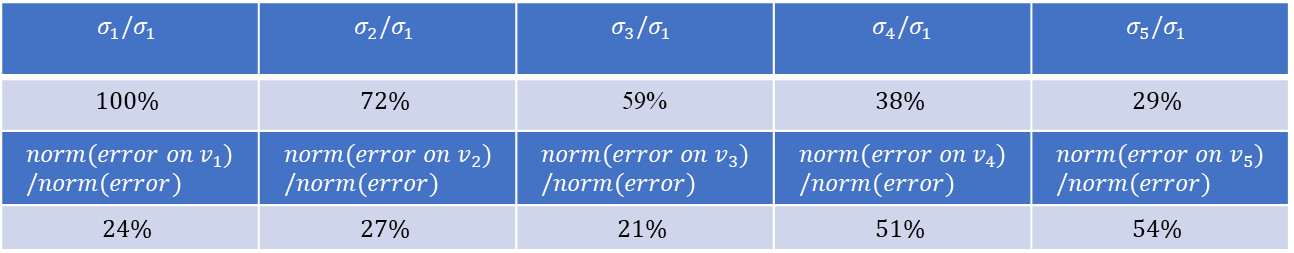 σ₁/σ₁ σ₂/σ₁ σ₃/σ₁ σ₄/σ₁ σ₅/σ₁
100% 72% 59% 38% 29%
norm(error on v₁) norm(error on v₂) norm(error on v₃) norm(error on v₄) norm(error on v₅)
/norm(error) /norm(error) /norm(error) /norm(error) /norm(error)
24% 27% 21% 51% 54%